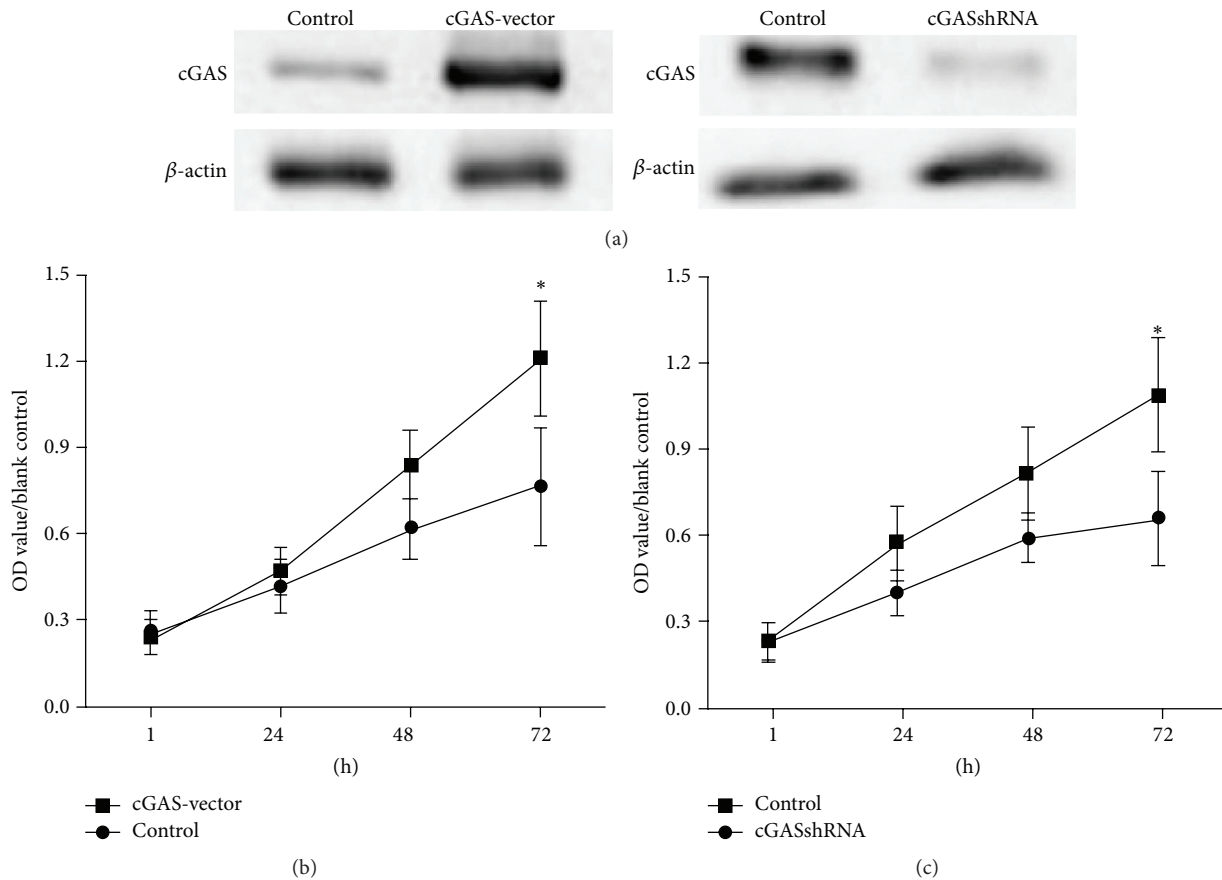 Control cGAS-vector
cGAS
β-actin
Control cGASshRNA
cGAS
β-actin
(a)
1.5
1.2
0.9
0.6
0.3
0.0
OD value/blank control
*
1 24 48 72
(h)
cGAS-vector
Control
(b)
1.5
1.2
0.9
0.6
0.3
0.0
OD value/blank control
*
1 24 48 72
(h)
Control
cGASshRNA
(c)